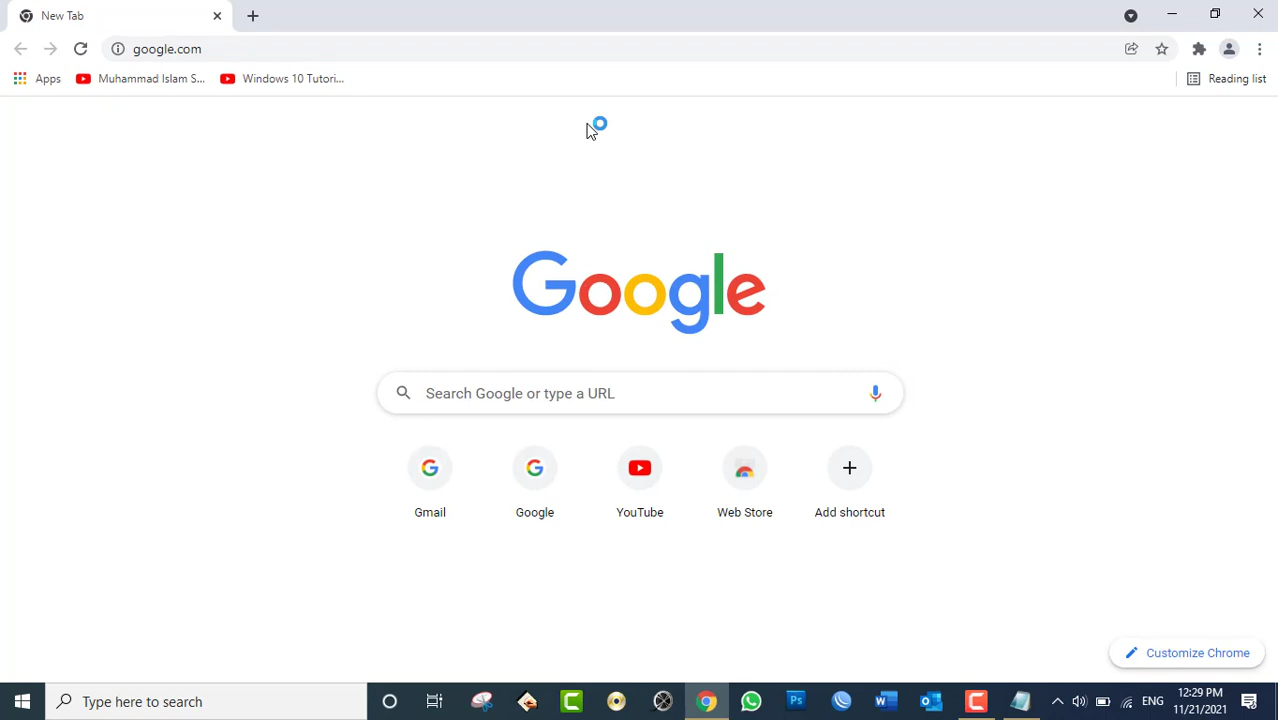 New Tab
google.com
Apps Muhammad Islam S... Windows 10 Tutori... Reading list
Google
Search Google or type a URL
Gmail Google YouTube Web Store Add shortcut
Customize Chrome
Type here to search
ENG 12:29 PM
11/21/2021